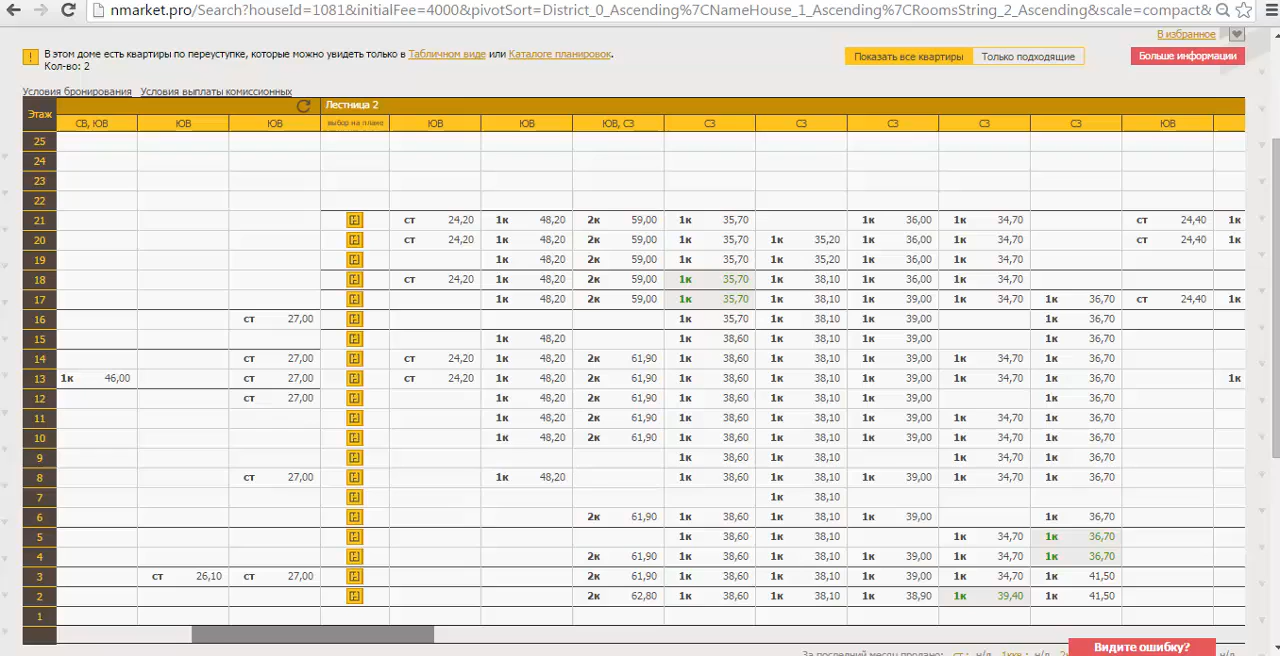 nmarket.pro/Search?houseId=1081&initialFee=4000&pivotSort=District_0_Ascending%7CNameHouse_1_Ascending%7CRoomsString_2_Ascending&scale=compact&
В избранное
В этом доме есть квартиры по переуступке, которые можно увидеть только в Табличном виде или Каталоге планировок.
Кол-во: 2
Показать все квартиры Только подходящие Больше информации
Условия бронирования Условия выплаты комиссионных
Этаж Лестница 2
СВ, ЮВ ЮВ ЮВ выбор на плане ЮВ ЮВ ЮВ, СЗ СЗ СЗ СЗ СЗ СЗ ЮВ
25
24
23
22
21 ст 24,20 1к 48,20 2к 59,00 1к 35,70 1к 36,00 1к 34,70 ст 24,40 1к
20 ст 24,20 1к 48,20 2к 59,00 1к 35,70 1к 35,20 1к 36,00 1к 34,70 ст 24,40 1к
19 1к 48,20 2к 59,00 1к 35,70 1к 35,20 1к 36,00 1к 34,70
18 ст 24,20 1к 48,20 2к 59,00 1к 35,70 1к 38,10 1к 36,00 1к 34,70
17 1к 48,20 2к 59,00 1к 35,70 1к 38,10 1к 39,00 1к 34,70 1к 36,70 ст 24,40 1к
16 ст 27,00 1к 35,70 1к 38,10 1к 39,00 1к 36,70
15 1к 48,20 1к 38,60 1к 38,10 1к 39,00 1к 36,70
14 ст 27,00 ст 24,20 1к 48,20 2к 61,90 1к 38,60 1к 38,10 1к 39,00 1к 34,70 1к 36,70
13 1к 46,00 ст 27,00 ст 24,20 1к 48,20 2к 61,90 1к 38,60 1к 38,10 1к 39,00 1к 34,70 1к 36,70 1к
12 ст 27,00 1к 48,20 2к 61,90 1к 38,60 1к 38,10 1к 39,00 1к 36,70
11 1к 48,20 2к 61,90 1к 38,60 1к 38,10 1к 39,00 1к 34,70 1к 36,70
10 1к 48,20 2к 61,90 1к 38,60 1к 38,10 1к 39,00 1к 34,70 1к 36,70
9 1к 38,60 1к 38,10 1к 34,70 1к 36,70
8 ст 27,00 1к 48,20 1к 38,60 1к 38,10 1к 39,00 1к 34,70 1к 36,70
7 1к 38,10
6 2к 61,90 1к 38,60 1к 38,10 1к 39,00 1к 36,70
5 1к 38,60 1к 38,10 1к 34,70 1к 36,70
4 2к 61,90 1к 38,60 1к 38,10 1к 39,00 1к 34,70 1к 36,70
3 ст 26,10 ст 27,00 2к 61,90 1к 38,60 1к 38,10 1к 39,00 1к 34,70 1к 41,50
2 2к 62,80 1к 38,60 1к 38,10 1к 38,90 1к 39,40 1к 41,50
1
Видите ошибку?
За последний месяц продано: ст : н/д